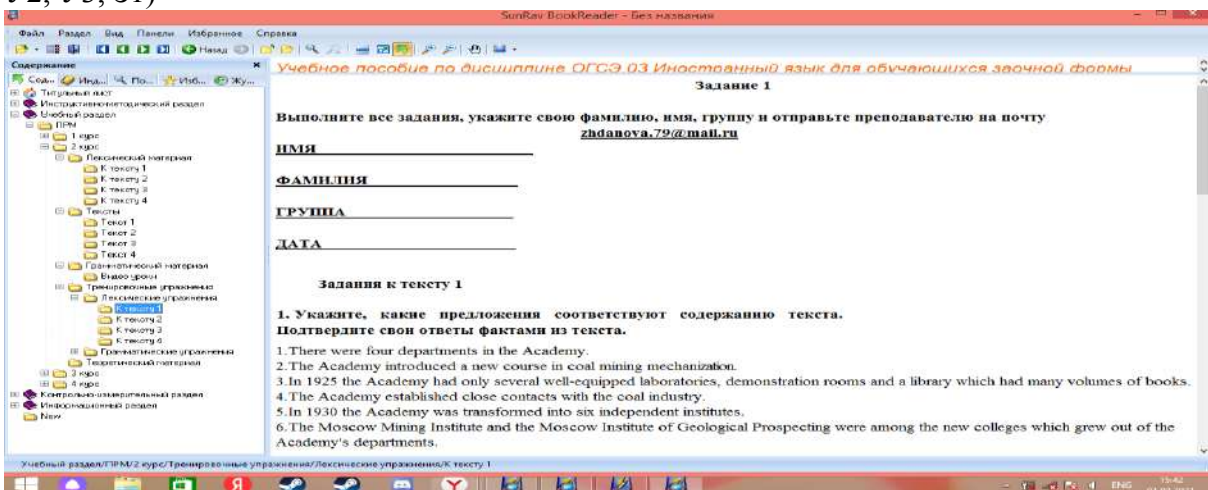 SunRav BookReader - Без названия
Файл Раздел Вид Панели Избранное Справка
Назад
Содержание
Сод... Инд... По... Изб... Жу...
Учебное пособие по дисциплине ОГСЭ.03 Иностранный язык для обучающихся заочной формы
Титульный лист
Инструктивно-методический раздел
Учебный раздел
ПРМ
1 курс
2 курс
Лексический материал
К тексту 1
К тексту 2
К тексту 3
К тексту 4
Тексты
Текст 1
Текст 2
Текст 3
Текст 4
Грамматический материал
Видео уроки
Тренировочные упражнения
Лексические упражнения
К тексту 1
К тексту 2
К тексту 3
К тексту 4
Грамматические упражнения
Теоретический материал
3 курс
4 курс
Контрольно-измерительный раздел
Информационный раздел
New
Задание 1
Выполните все задания, укажите свою фамилию, имя, группу и отправьте преподавателю на почту
zhdanova.79@mail.ru
ИМЯ
ФАМИЛИЯ
ГРУППА
ДАТА
Задания к тексту 1
1. Укажите, какие предложения соответствуют содержанию текста.
Подтвердите свои ответы фактами из текста.
1.There were four departments in the Academy.
2.The Academy introduced a new course in coal mining mechanization.
3.In 1925 the Academy had only several well-equipped laboratories, demonstration rooms and a library which had many volumes of books.
4.The Academy established close contacts with the coal industry.
5.In 1930 the Academy was transformed into six independent institutes.
6.The Moscow Mining Institute and the Moscow Institute of Geological Prospecting were among the new colleges which grew out of the
Academy's departments.
Учебный раздел/ПРМ/2 курс/Тренировочные упражнения/Лексические упражнения/К тексту 1
ENG 15:42